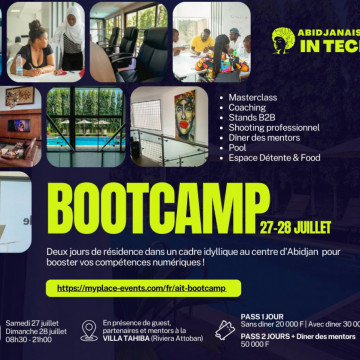 ABIDJANAIS
IN TECH
Masterclass
Coaching
Stands B2B
Shooting professionnel
Dîner des mentors
Pool
Espace Détente & Food
BOOTCAMP
27-28 JUILLET
Deux jours de résidence dans un cadre idyllique au centre d'Abidjan pour
booster vos compétences numériques !
https://myplace-events.com/fr/ait-bootcamp
Samedi 27 juillet
Dimanche 28 juillet
08h30 - 21h00
En présence de guest,
partenaires et mentors à la
VILLA TAHIBA (Riviera Attoban)
PASS 1 JOUR
Sans dîner 20 000 F | Avec dîner 30 00
PASS 2 JOURS + Dîner mentors
50 000 F